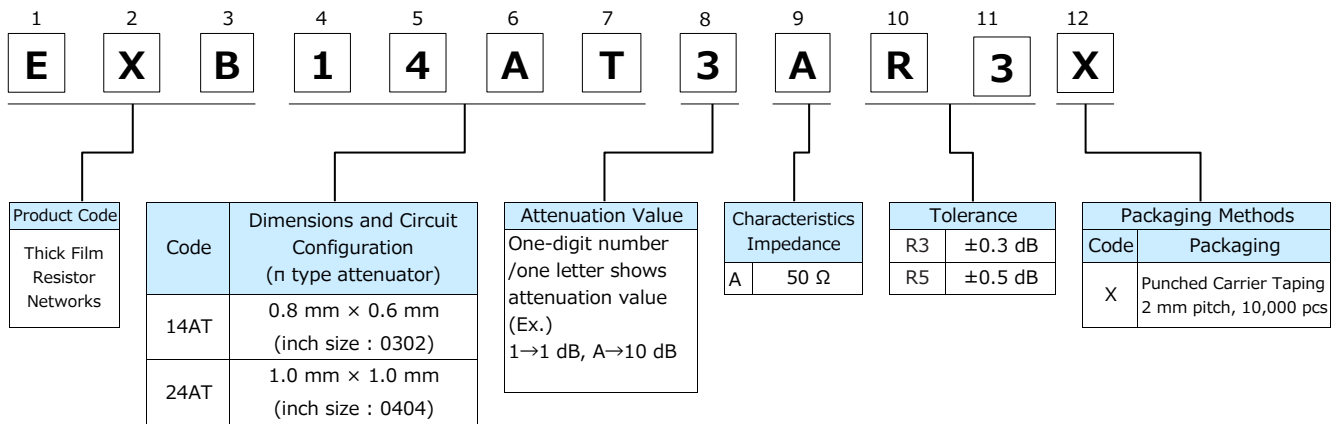 1 2 3 4 5 6 7 8 9 10 11 12
E X B 1 4 A T 3 A R 3 X
Product Code
Thick Film
Resistor
Networks
Code
Dimensions and Circuit
Configuration
(π type attenuator)
14AT
0.8 mm × 0.6 mm
(inch size : 0302)
24AT
1.0 mm × 1.0 mm
(inch size : 0404)
Attenuation Value
One-digit number
/one letter shows
attenuation value
(Ex.)
1→1 dB, A→10 dB
Characteristics
Impedance
A 50 Ω
Tolerance
R3 ±0.3 dB
R5 ±0.5 dB
Packaging Methods
Code Packaging
X
Punched Carrier Taping
2 mm pitch, 10,000 pcs